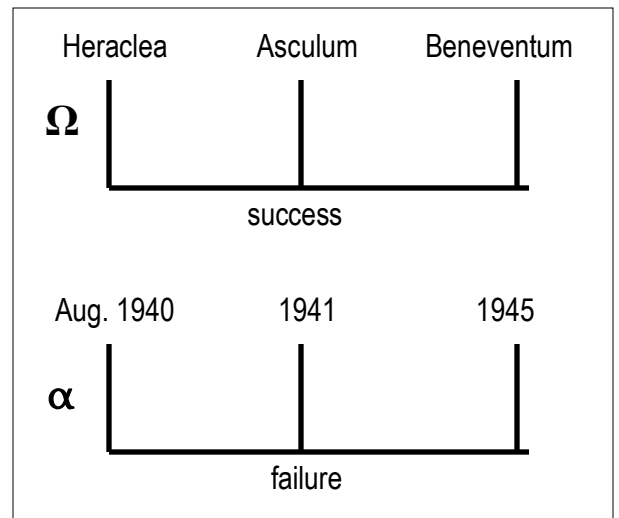 Heraclea Asculum Beneventum
Ω
success
Aug. 1940 1941 1945
α
failure